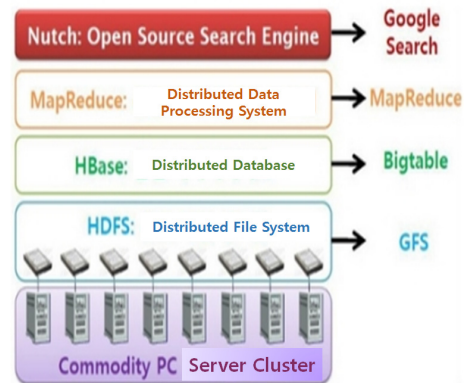 Nutch: Open Source Search Engine
Google
Search
MapReduce: Distributed Data
Processing System
MapReduce
HBase: Distributed Database
Bigtable
HDFS: Distributed File System
GFS
Commodity PC Server Cluster